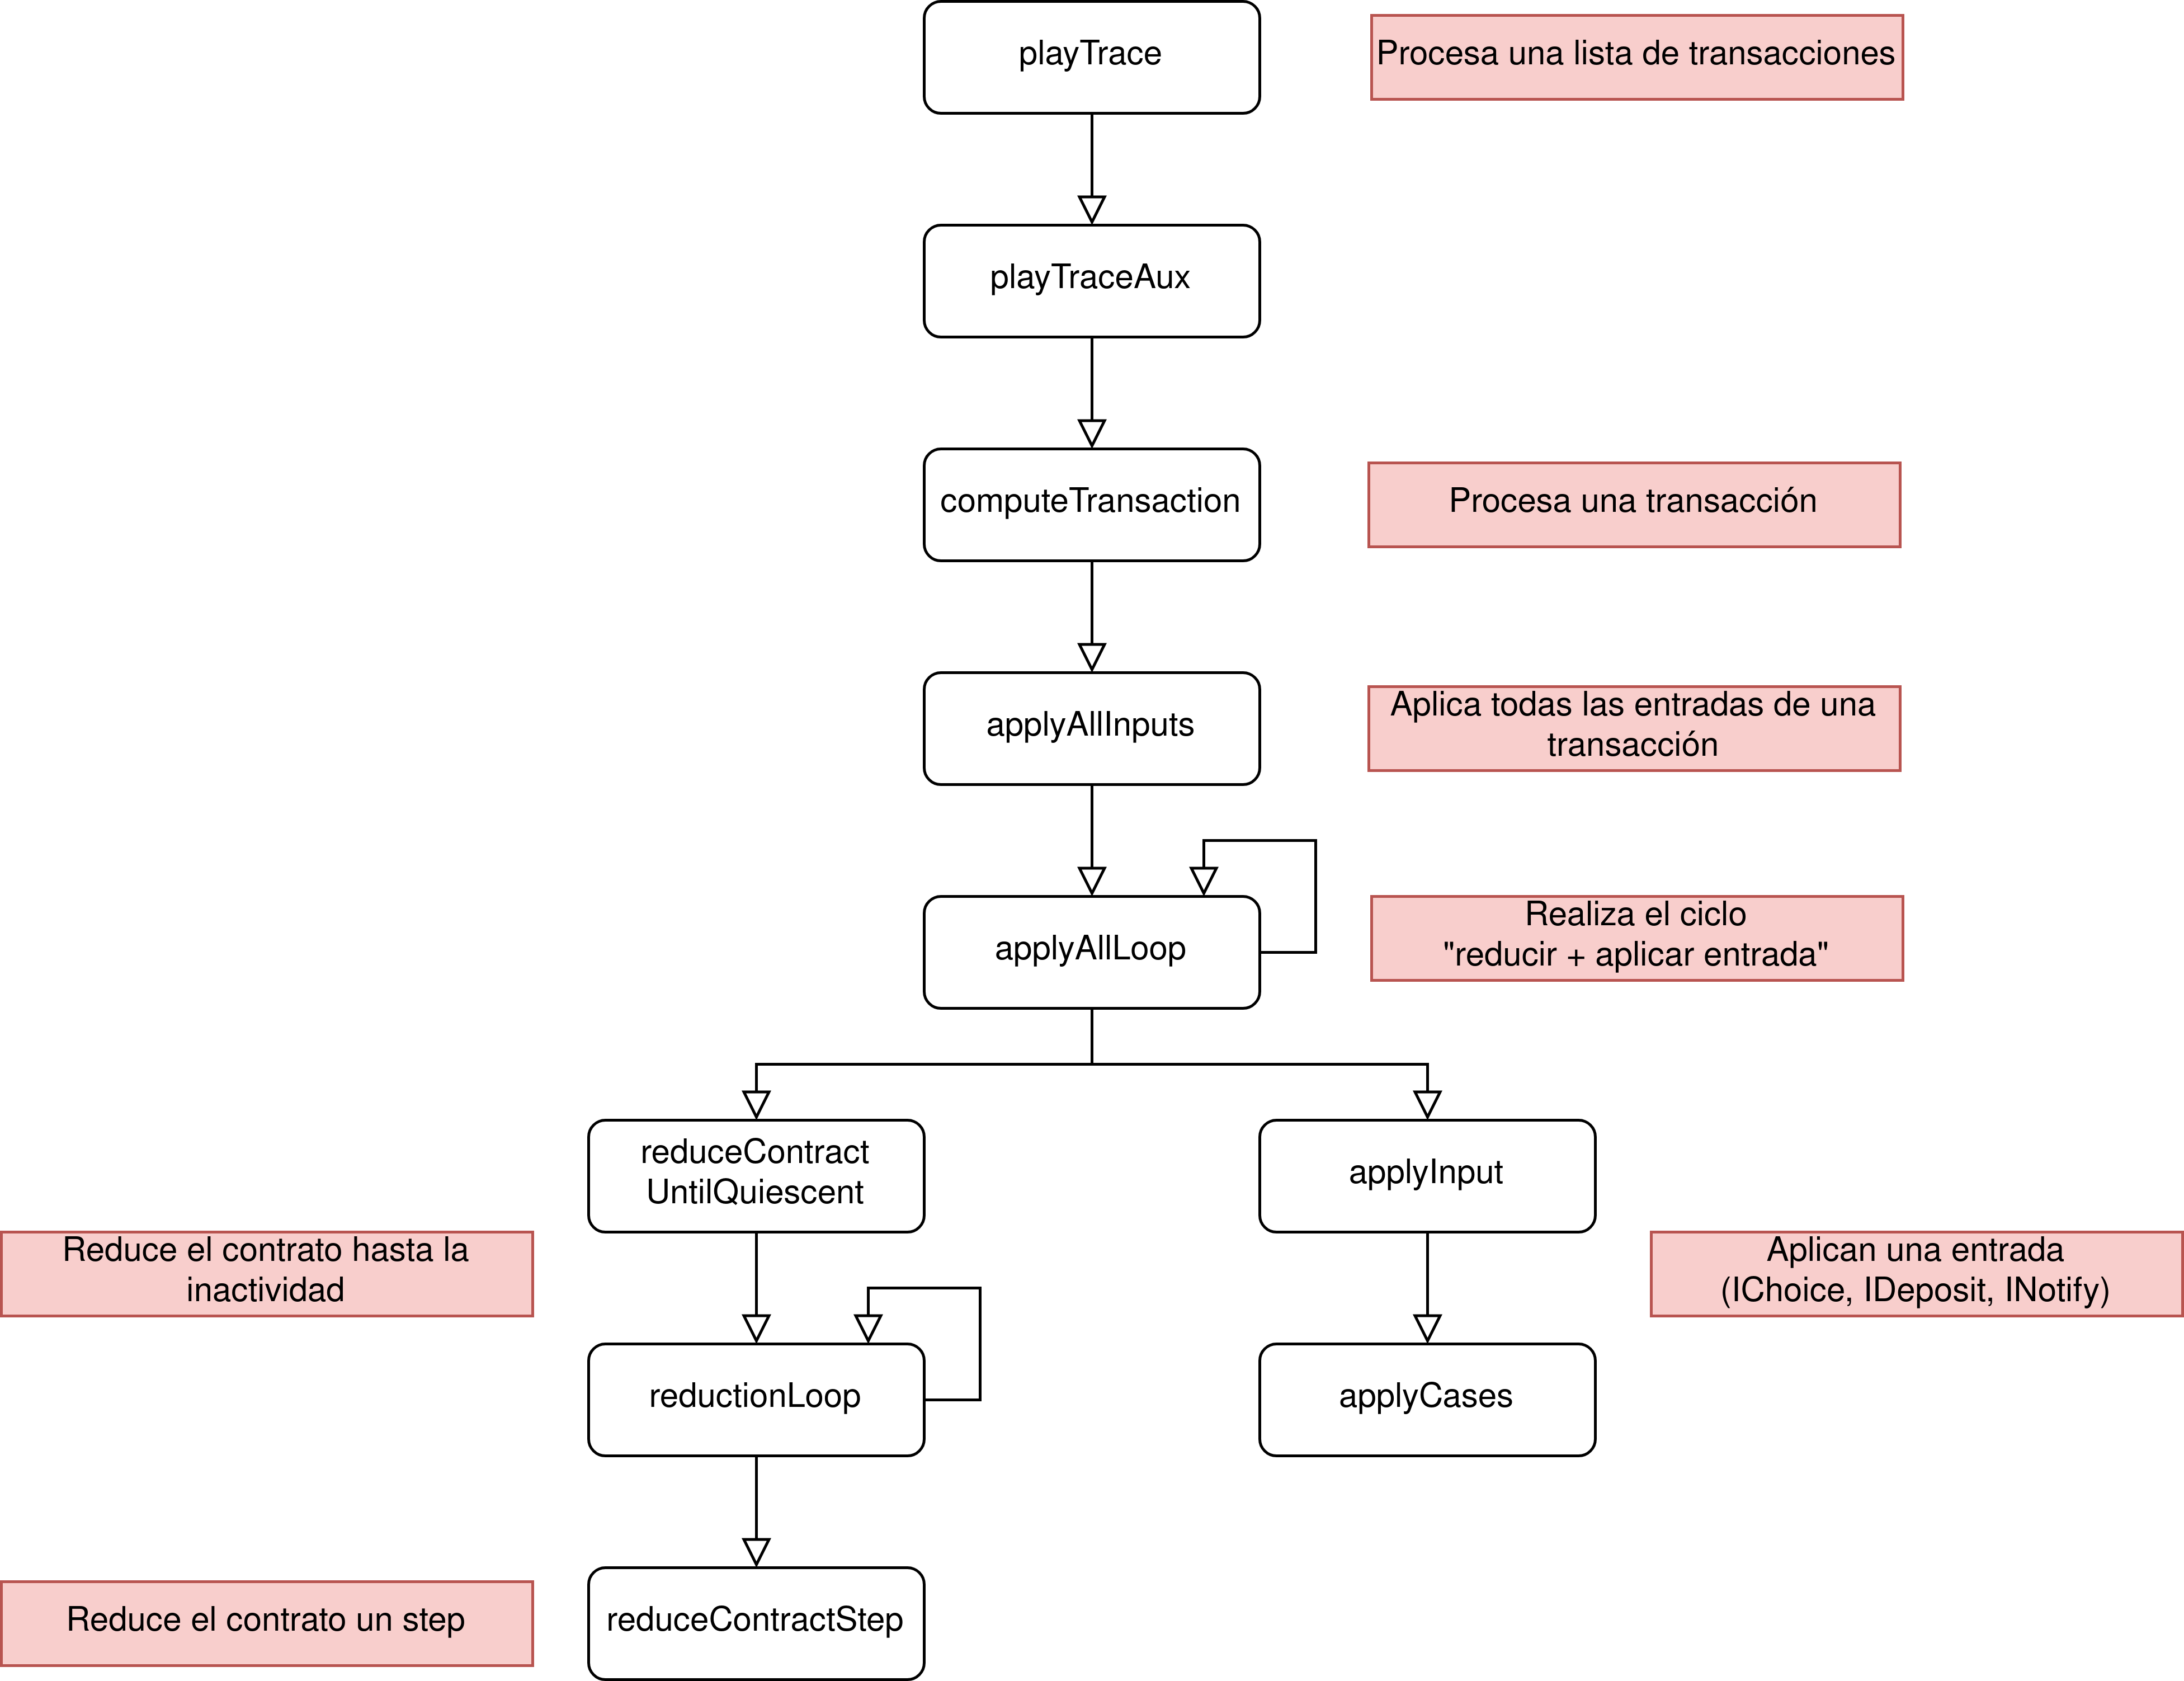 playTrace
Procesa una lista de transacciones
playTraceAux
computeTransaction
Procesa una transacción
applyAllInputs
Aplica todas las entradas de una
transacción
applyAllLoop
Realiza el ciclo
"reducir + aplicar entrada"
reduceContract
UntilQuiescent
applyInput
Reduce el contrato hasta la
inactividad
Aplican una entrada
(IChoice, IDeposit, INotify)
reductionLoop
applyCases
Reduce el contrato un step
reduceContractStep